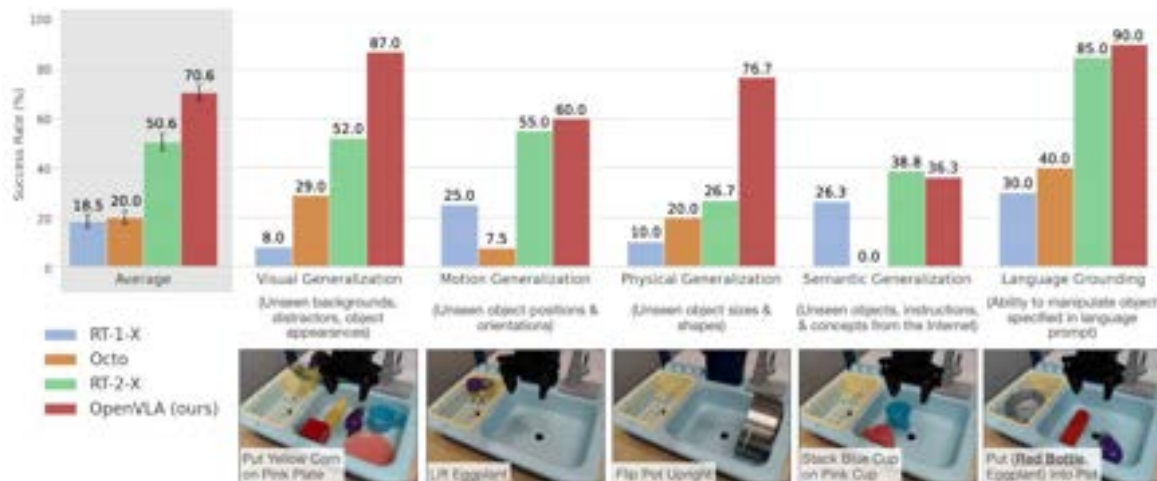 100
80
60
40
20
0
Success Rate (%)
18.5
20.0
50.6
70.6
Average
8.0
29.0
52.0
87.0
Visual Generalization
(Unseen backgrounds,
distractors, object
appearances)
25.0
7.5
55.0
60.0
Motion Generalization
(Unseen object positions &
orientations)
10.0
20.0
26.7
76.7
Physical Generalization
(Unseen object sizes &
shapes)
26.3
0.0
38.8
36.3
Semantic Generalization
(Unseen objects, instructions,
& concepts from the Internet)
30.0
40.0
85.0
90.0
Language Grounding
(Ability to manipulate object
specified in language
prompt)
RT-1-X
Octo
RT-2-X
OpenVLA (ours)
Put Yellow Corn
on Pink Plate
Lift Eggplant
Flip Pot Upright
Stack Blue Cup
on Pink Cup
Put {Red Bottle,
Eggplant} into Pot